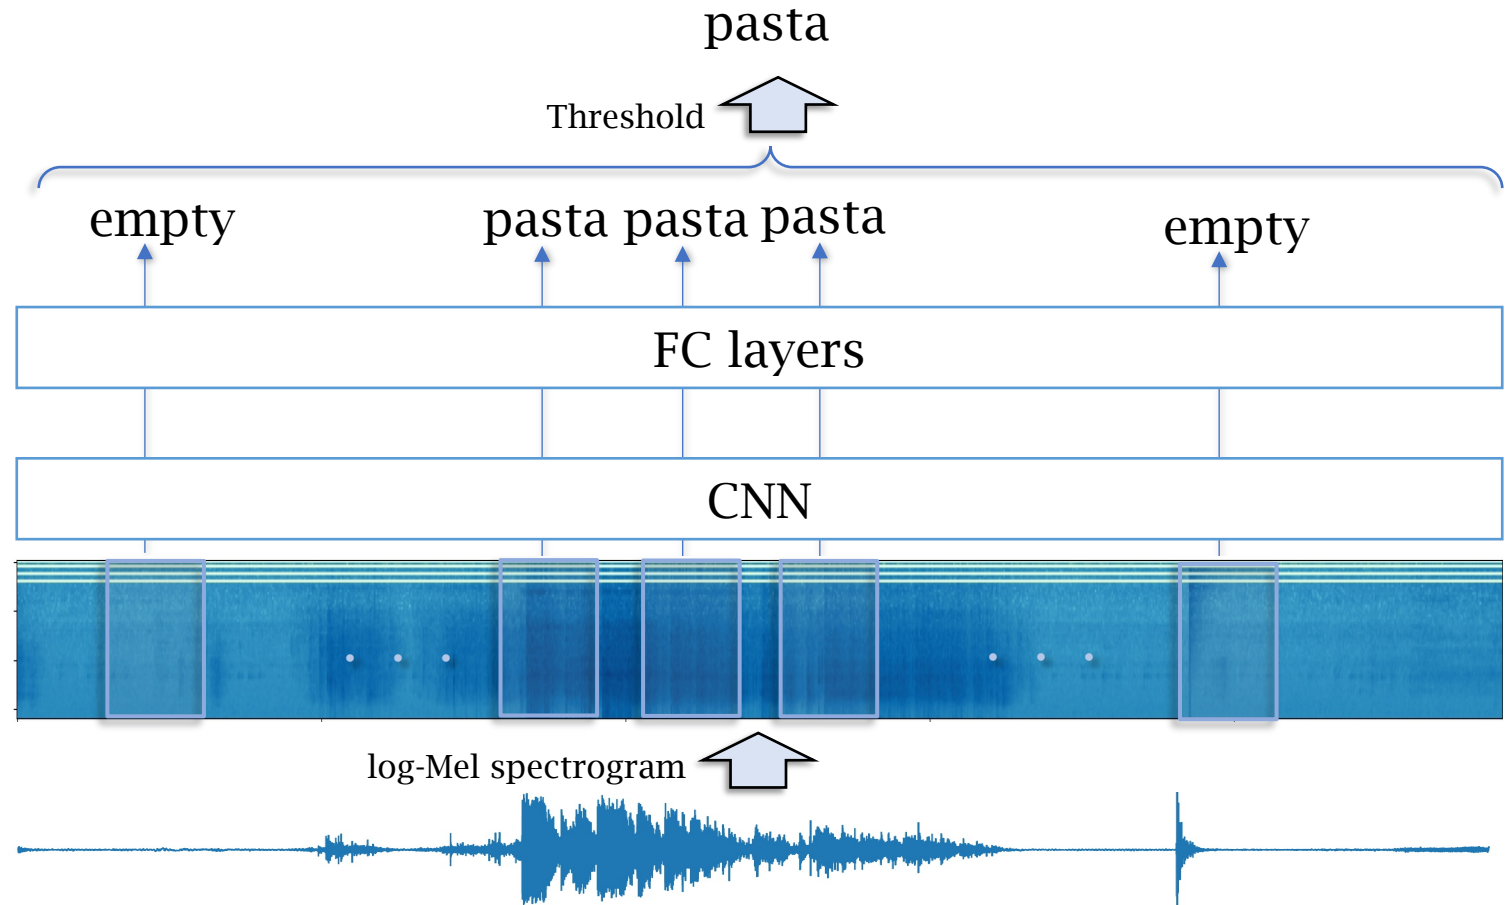 pasta
Threshold
empty pasta pasta pasta empty
FC layers
CNN
log-Mel spectrogram